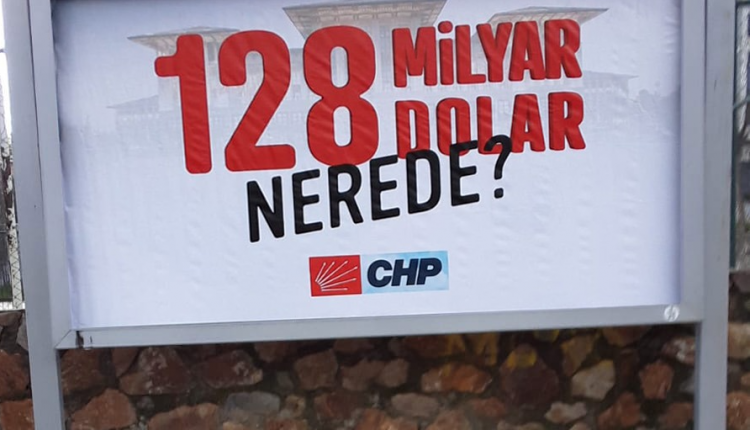 128 MİLYAR
DOLAR
NEREDE?
CHP